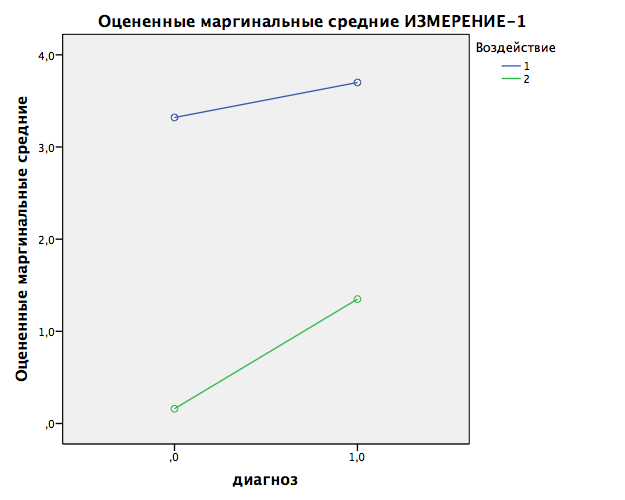 Оцененные маргинальные средние ИЗМЕРЕНИЕ-1
Воздействие
1
2
Оцененные маргинальные средние
4,0
3,0
2,0
1,0
,0
,0
1,0
диагноз